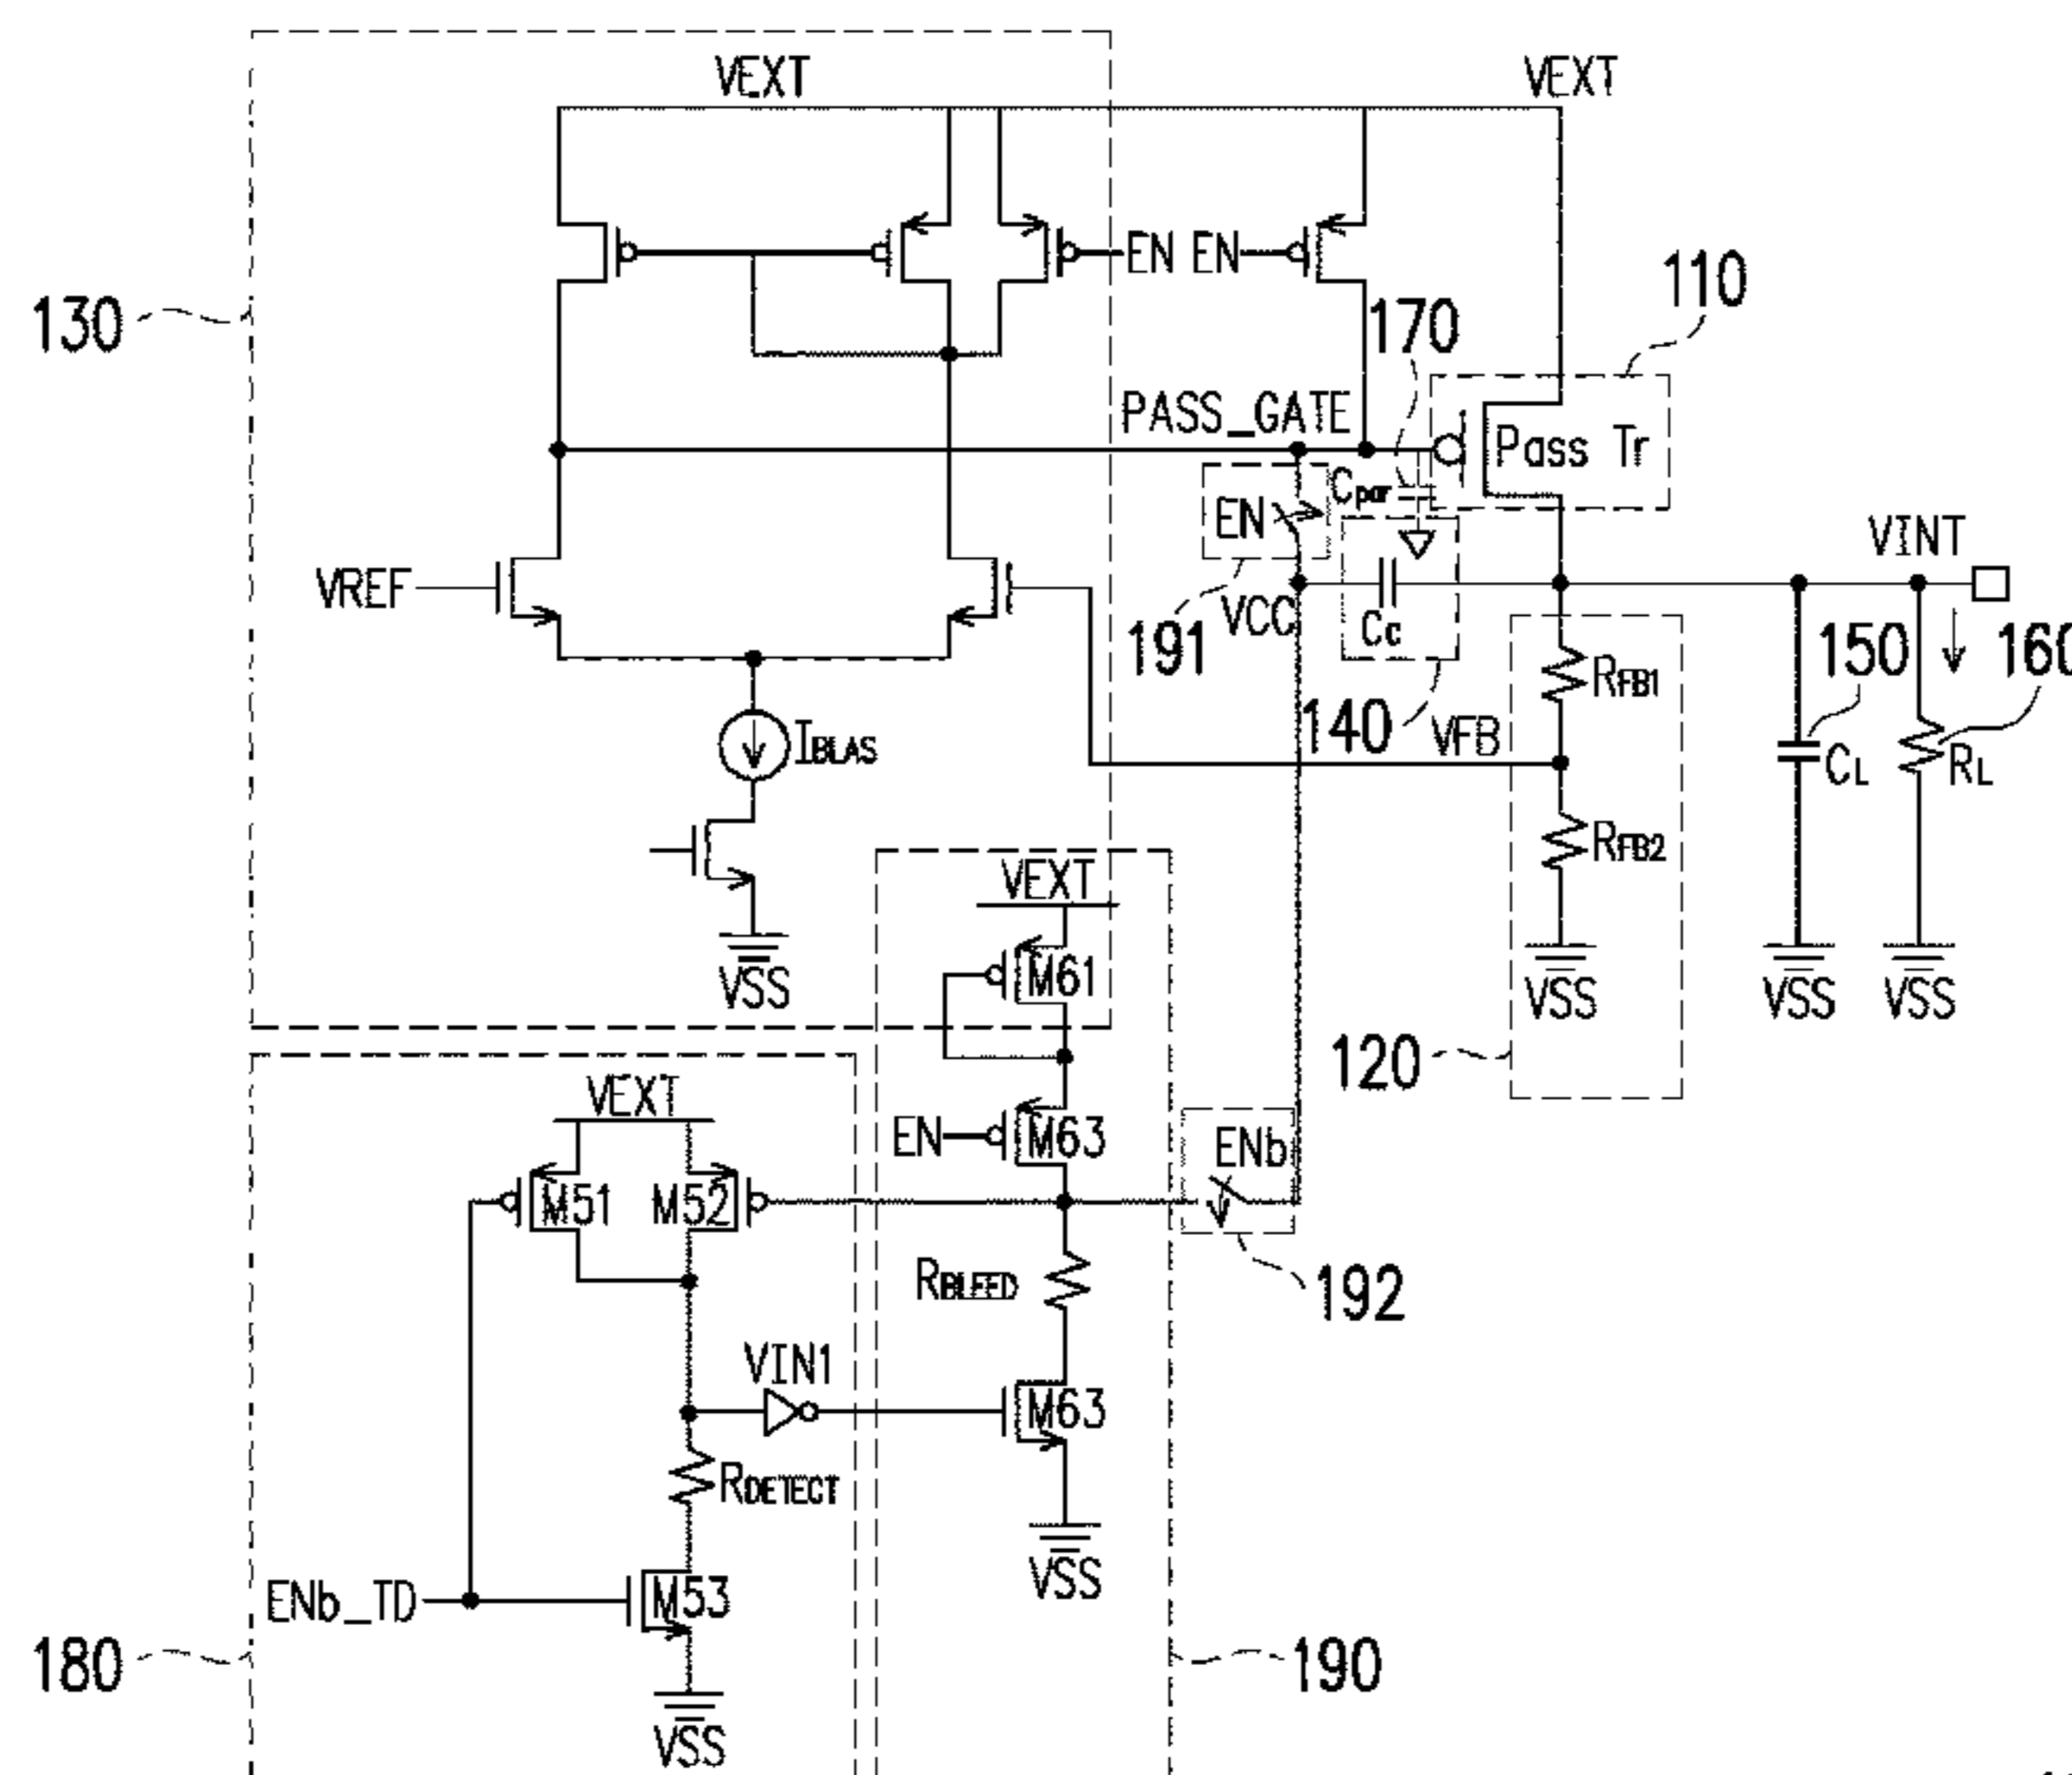 VEXT
VEXT
130
EN
EN
110
170
PASS_GATE
Pass Tr
Cpar
EN
VREF
VINT
191
VCC
Cc
150
160
RFB1
140
VFB
IBLAS
CL
RL
RFB2
VEXT
M61
VSS
VSS
VSS
VSS
120
VEXT
EN
M63
ENb
M51
M52
RBLEED
192
VIN1
M63
RDETECT
VSS
ENb_TD
M53
180
190
VSS